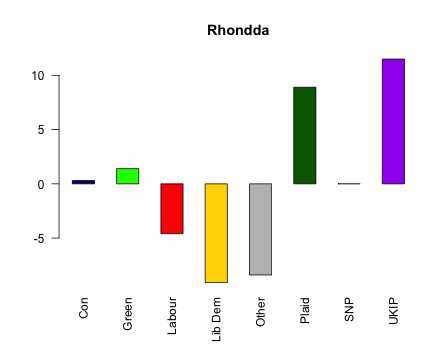 Rhondda
10
5
0
-5
Con
Green
Labour
Lib Dem
Other
Plaid
SNP
UKIP